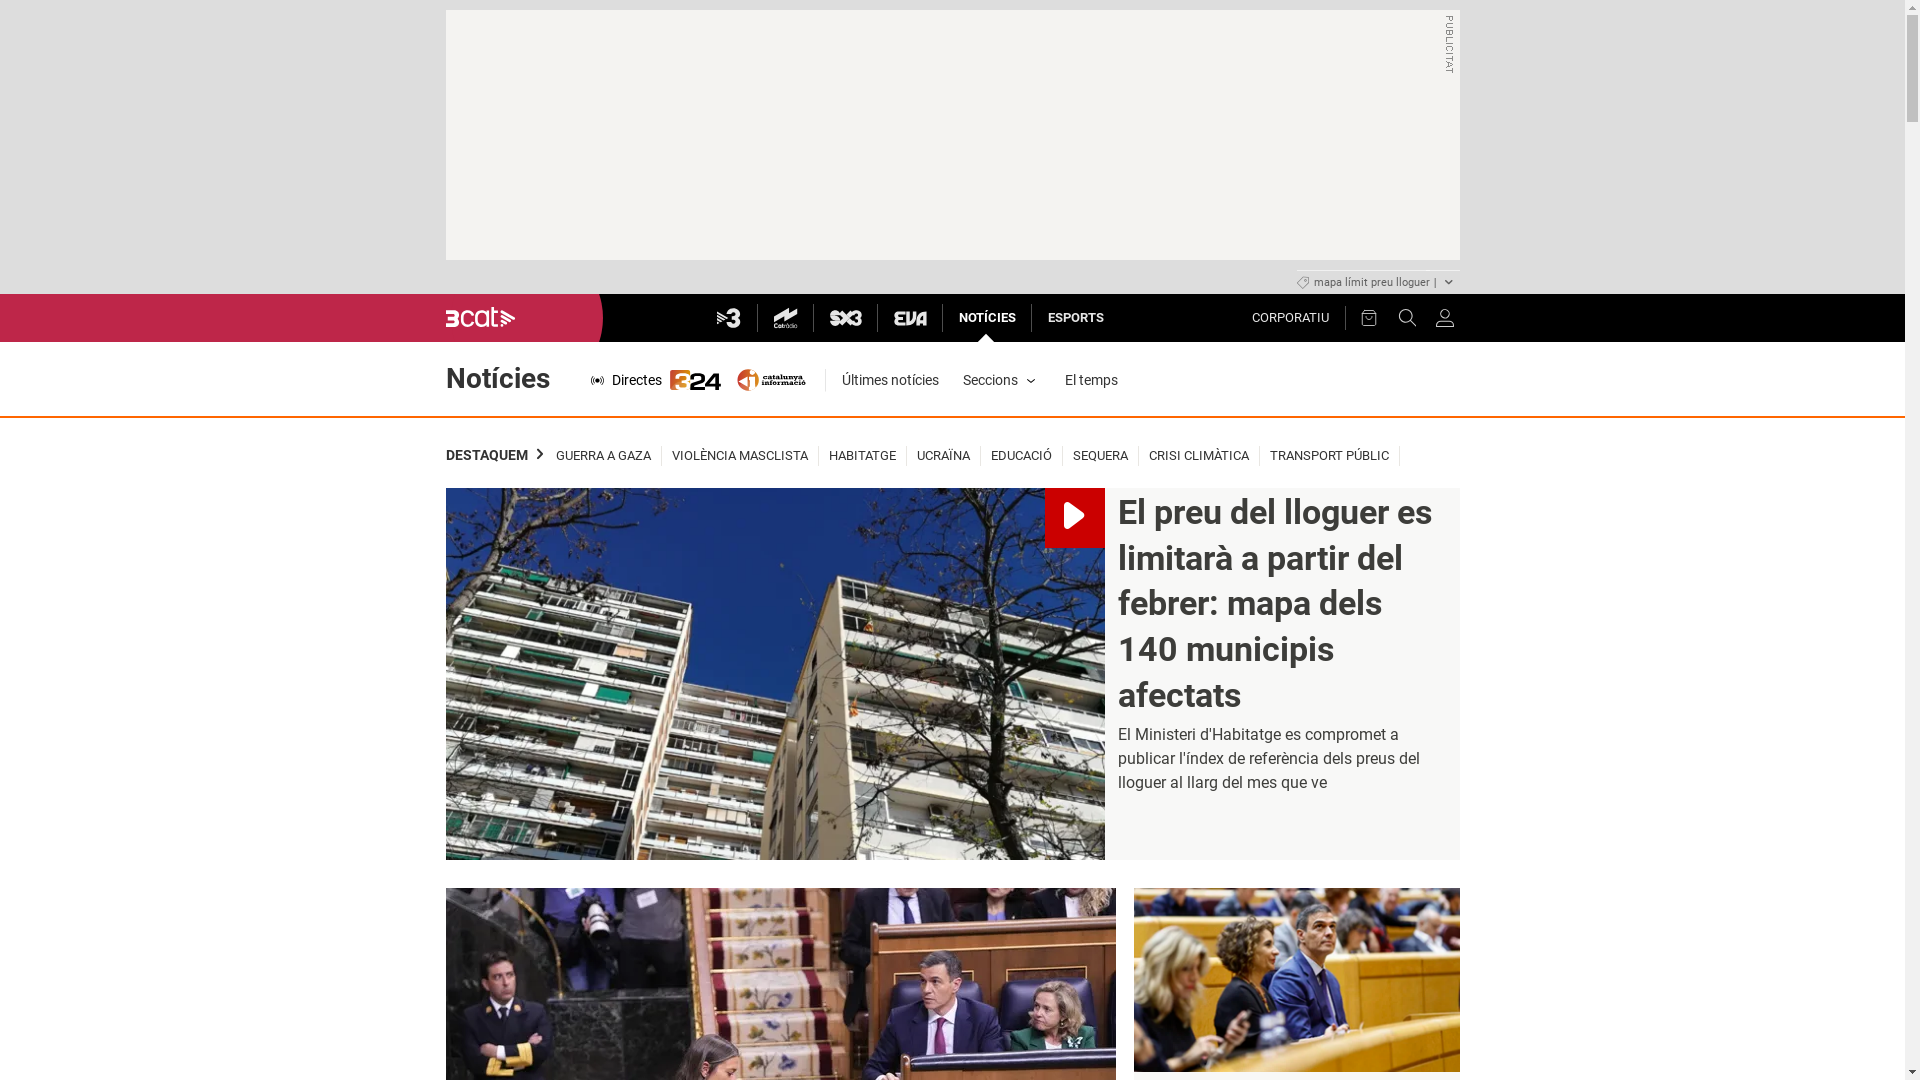 PUBLICITAT
mapa límit preu lloguer |
3cat
3
Catràdio
SX3
EVA
NOTÍCIES
ESPORTS
CORPORATIU
Notícies
Directes
324
catalunya
informació
Últimes notícies
Seccions
El temps
DESTAQUEM
GUERRA A GAZA
VIOLÈNCIA MASCLISTA
HABITATGE
UCRAÏNA
EDUCACIÓ
SEQUERA
CRISI CLIMÀTICA
TRANSPORT PÚBLIC
El preu del lloguer es
limitarà a partir del
febrer: mapa dels
140 municipis
afectats
El Ministeri d'Habitatge es compromet a
publicar l'índex de referència dels preus del
lloguer al llarg del mes que ve